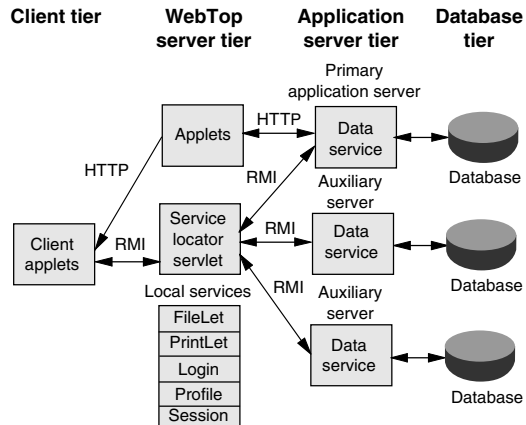 Client tier
WebTop
server tier
Application
server tier
Database
tier
Primary
application server
Applets
HTTP
Data
service
Database
HTTP
RMI
Auxiliary
server
Client
applets
RMI
Service
locator
servlet
RMI
Data
service
Database
Local services
RMI
Auxiliary
server
FileLet
PrintLet
Login
Profile
Session
Data
service
Database